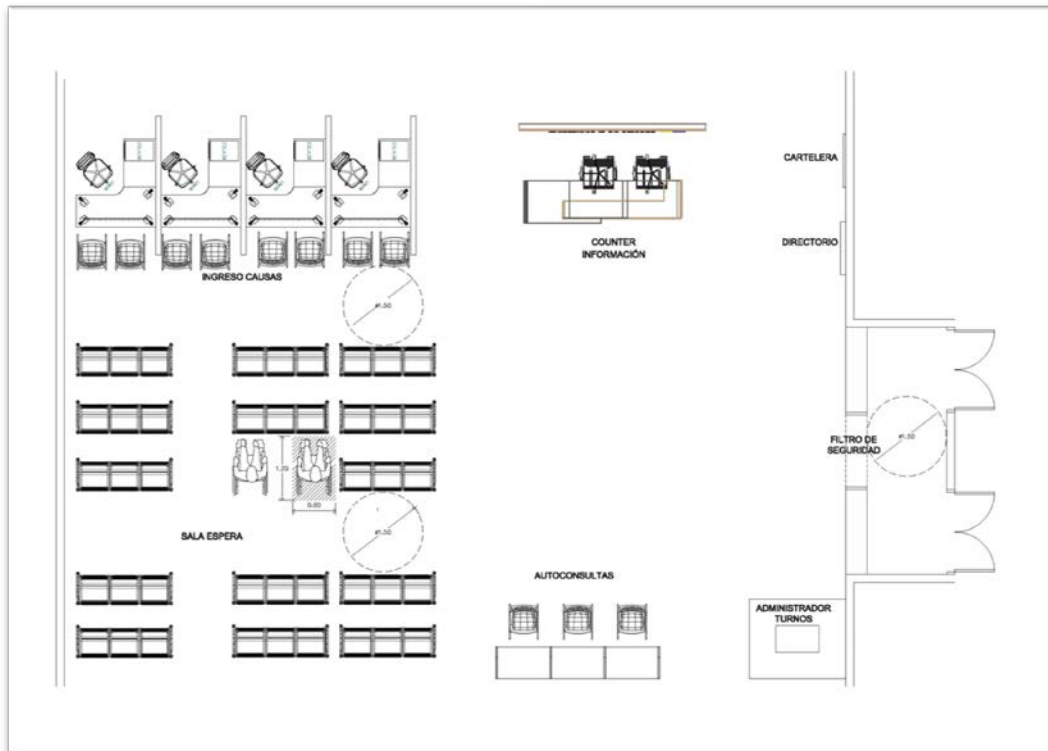 CARTELERA
COUNTER
INFORMACIÓN
DIRECTORIO
INGRESO CAUSAS
ø1.50
1.20
0.80
ø1.50
FILTRO DE
SEGURIDAD
ø1.50
SALA ESPERA
AUTOCONSULTAS
ADMINISTRADOR
TURNOS